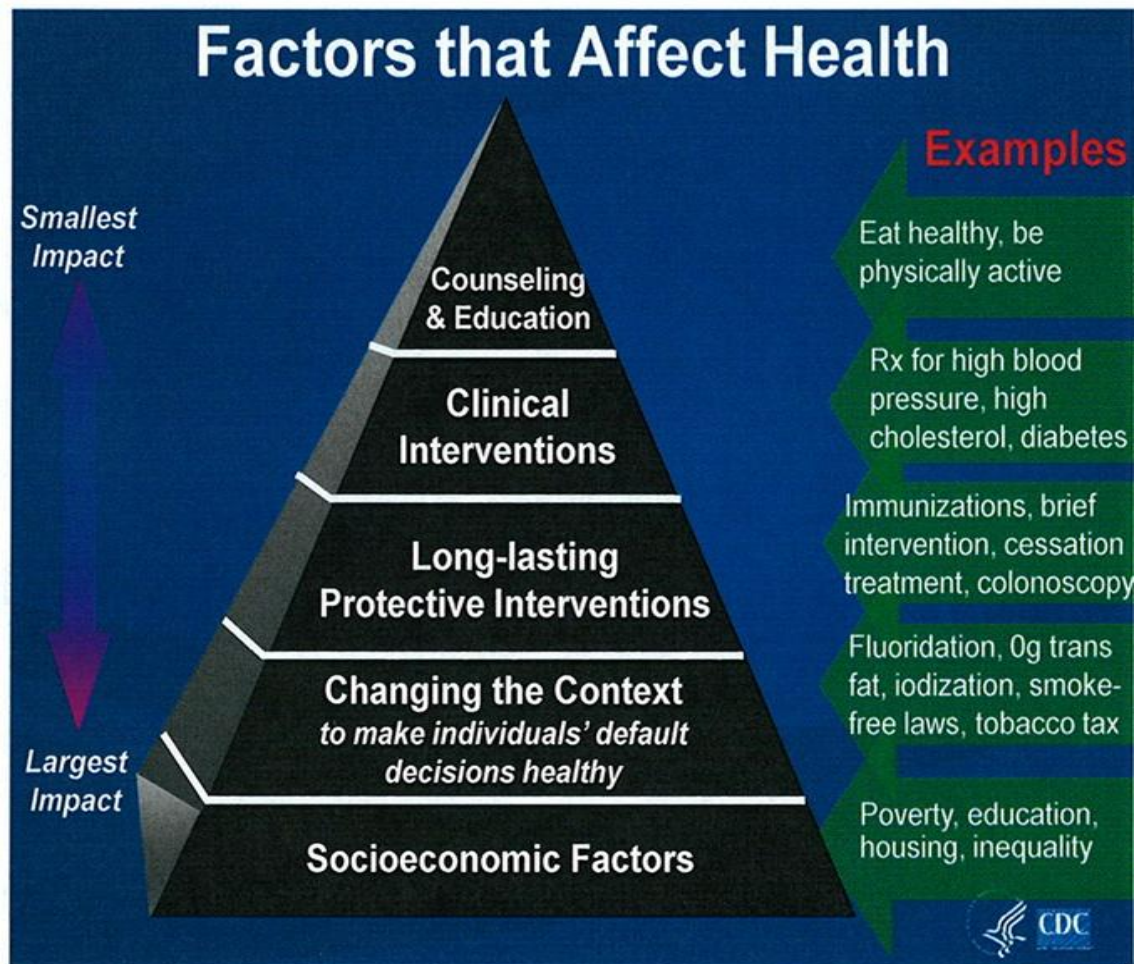 Factors that Affect Health
Examples
Smallest
Impact
Largest
Impact
Counseling
& Education
Clinical
Interventions
Long-lasting
Protective Interventions
Changing the Context
to make individuals' default
decisions healthy
Socioeconomic Factors
Eat healthy, be
physically active
Rx for high blood
pressure, high
cholesterol, diabetes
Immunizations, brief
intervention, cessation
treatment, colonoscopy
Fluoridation, 0g trans
fat, iodization, smoke-
free laws, tobacco tax
Poverty, education,
housing, inequality
CDC